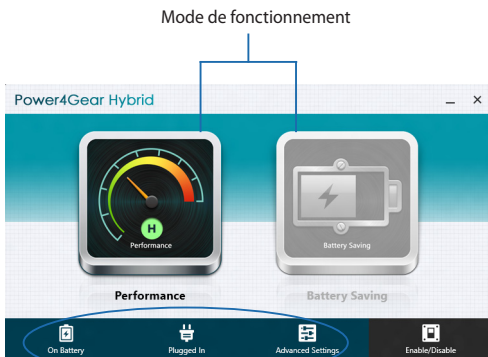 Mode de fonctionnement
Power4Gear Hybrid
H
Performance
Battery Saving
Performance
Battery Saving
On Battery
Plugged In
Advanced Settings
Enable/Disable